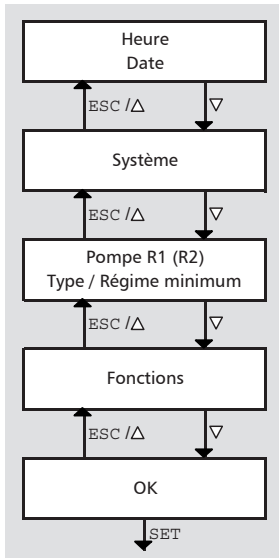 Heure
Date
ESC /△ ▽
Système
ESC /△ ▽
Pompe R1 (R2)
Type / Régime minimum
ESC /△ ▽
Fonctions
ESC /△ ▽
OK
SET